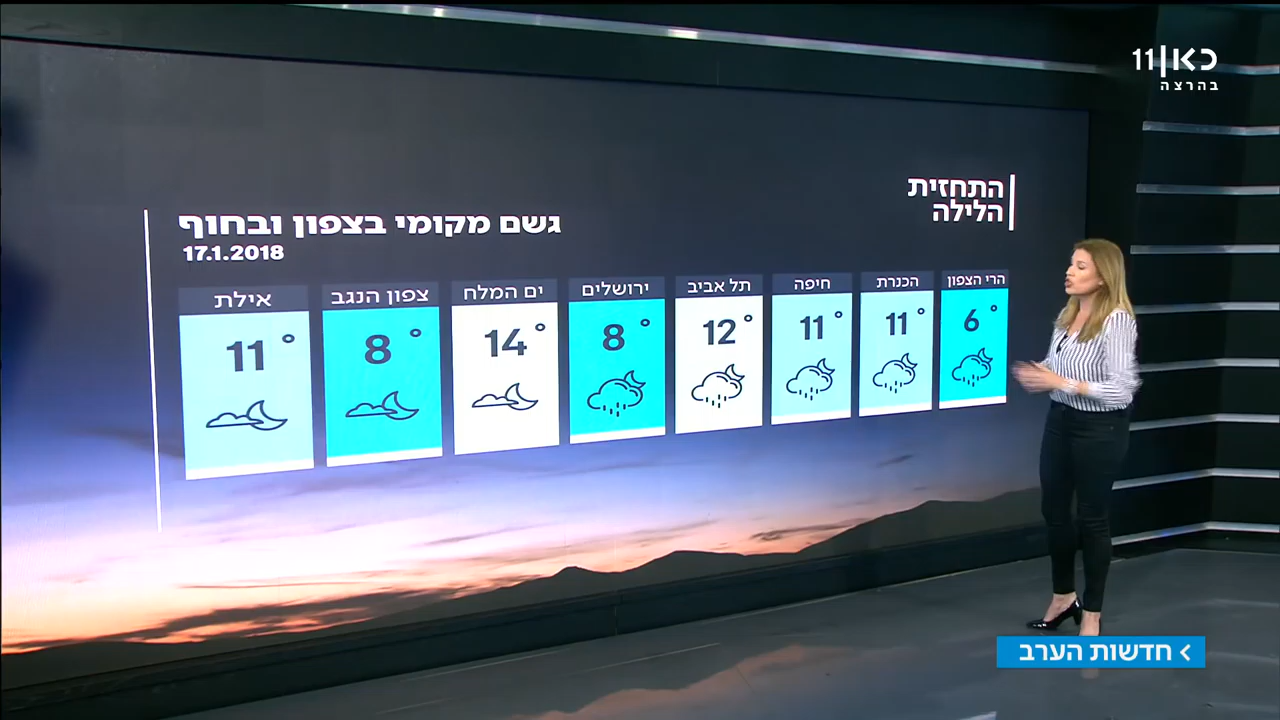 כאן 11
בהרצה
התחזית
הלילה
גשם מקומי בצפון ובחוף
17.1.2018
הרי הצפון
6°
הכנרת
11°
חיפה
11°
תל אביב
12°
ירושלים
8°
ים המלח
14°
צפון הנגב
8°
אילת
11°
חדשות הערב